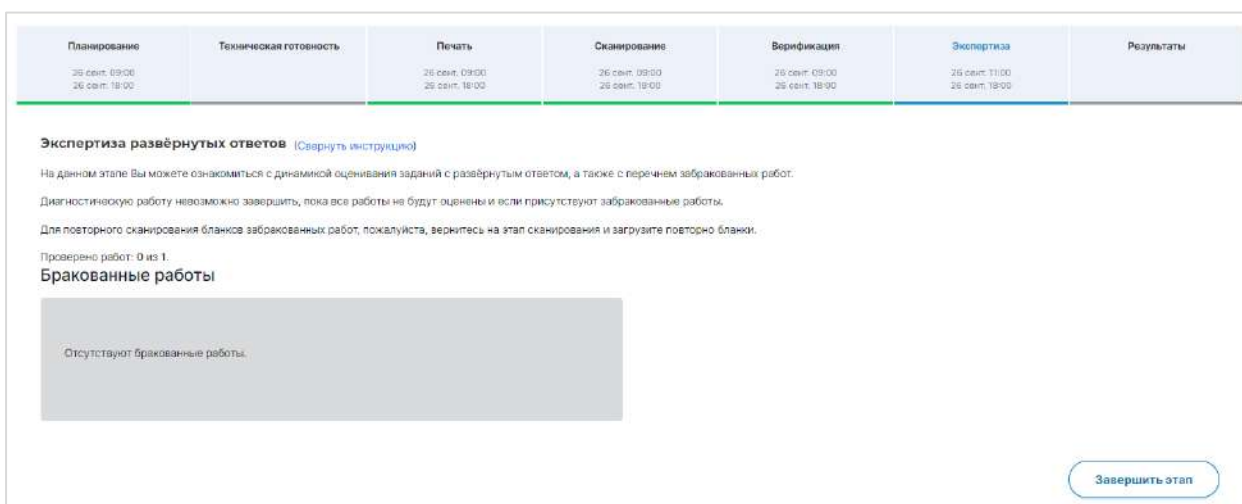 Планирование
Техническая готовность
Печать
Сканирование
Верификация
Экспертиза
Результаты
26 сент. 09:00
26 сент. 09:00
26 сент. 09:00
26 сент. 09:00
26 сент. 11:00
26 сент. 18:00
26 сент. 18:00
26 сент. 18:00
26 сент. 18:00
26 сент. 18:00
Экспертиза развёрнутых ответов (Свернуть инструкцию)
На данном этапе Вы можете ознакомиться с динамикой оценивания заданий с развёрнутым ответом, а также с перечнем забракованных работ.
Диагностическую работу невозможно завершить, пока все работы не будут оценены и если присутствуют забракованные работы.
Для повторного сканирования бланков забракованных работ, пожалуйста, вернитесь на этап сканирования и загрузите повторно бланки.
Проверено работ: 0 из 1.
Бракованные работы
Отсутствуют бракованные работы.
Завершить этап